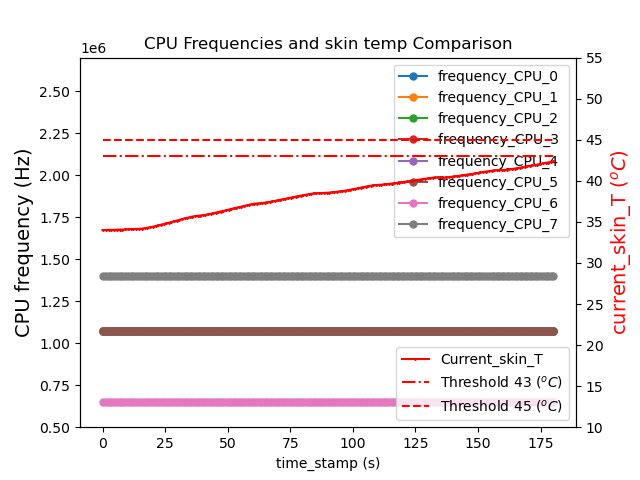 CPU Frequencies and skin temp Comparison
1e6
2.50
2.25
2.00
1.75
1.50
1.25
1.00
0.75
0.50
CPU frequency (Hz)
frequency_CPU_0
frequency_CPU_1
frequency_CPU_2
frequency_CPU_3
frequency_CPU_4
frequency_CPU_5
frequency_CPU_6
frequency_CPU_7
Current_skin_T
Threshold 43 (°C)
Threshold 45 (°C)
55
50
45
40
35
30
25
20
15
10
current_skin_T (°C)
0 25 50 75 100 125 150 175
time_stamp (s)